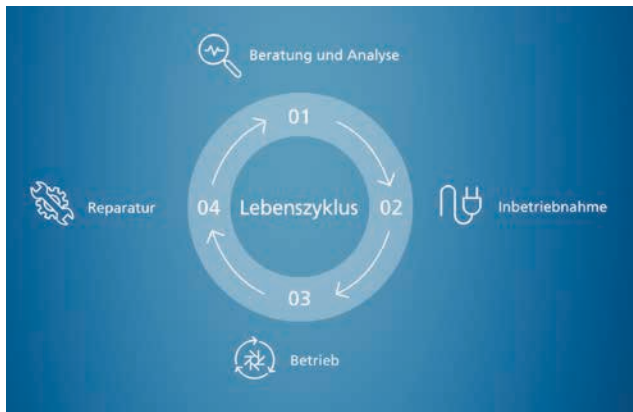 Beratung und Analyse
01
Reparatur
04
Lebenszyklus
02
Inbetriebnahme
03
Betrieb